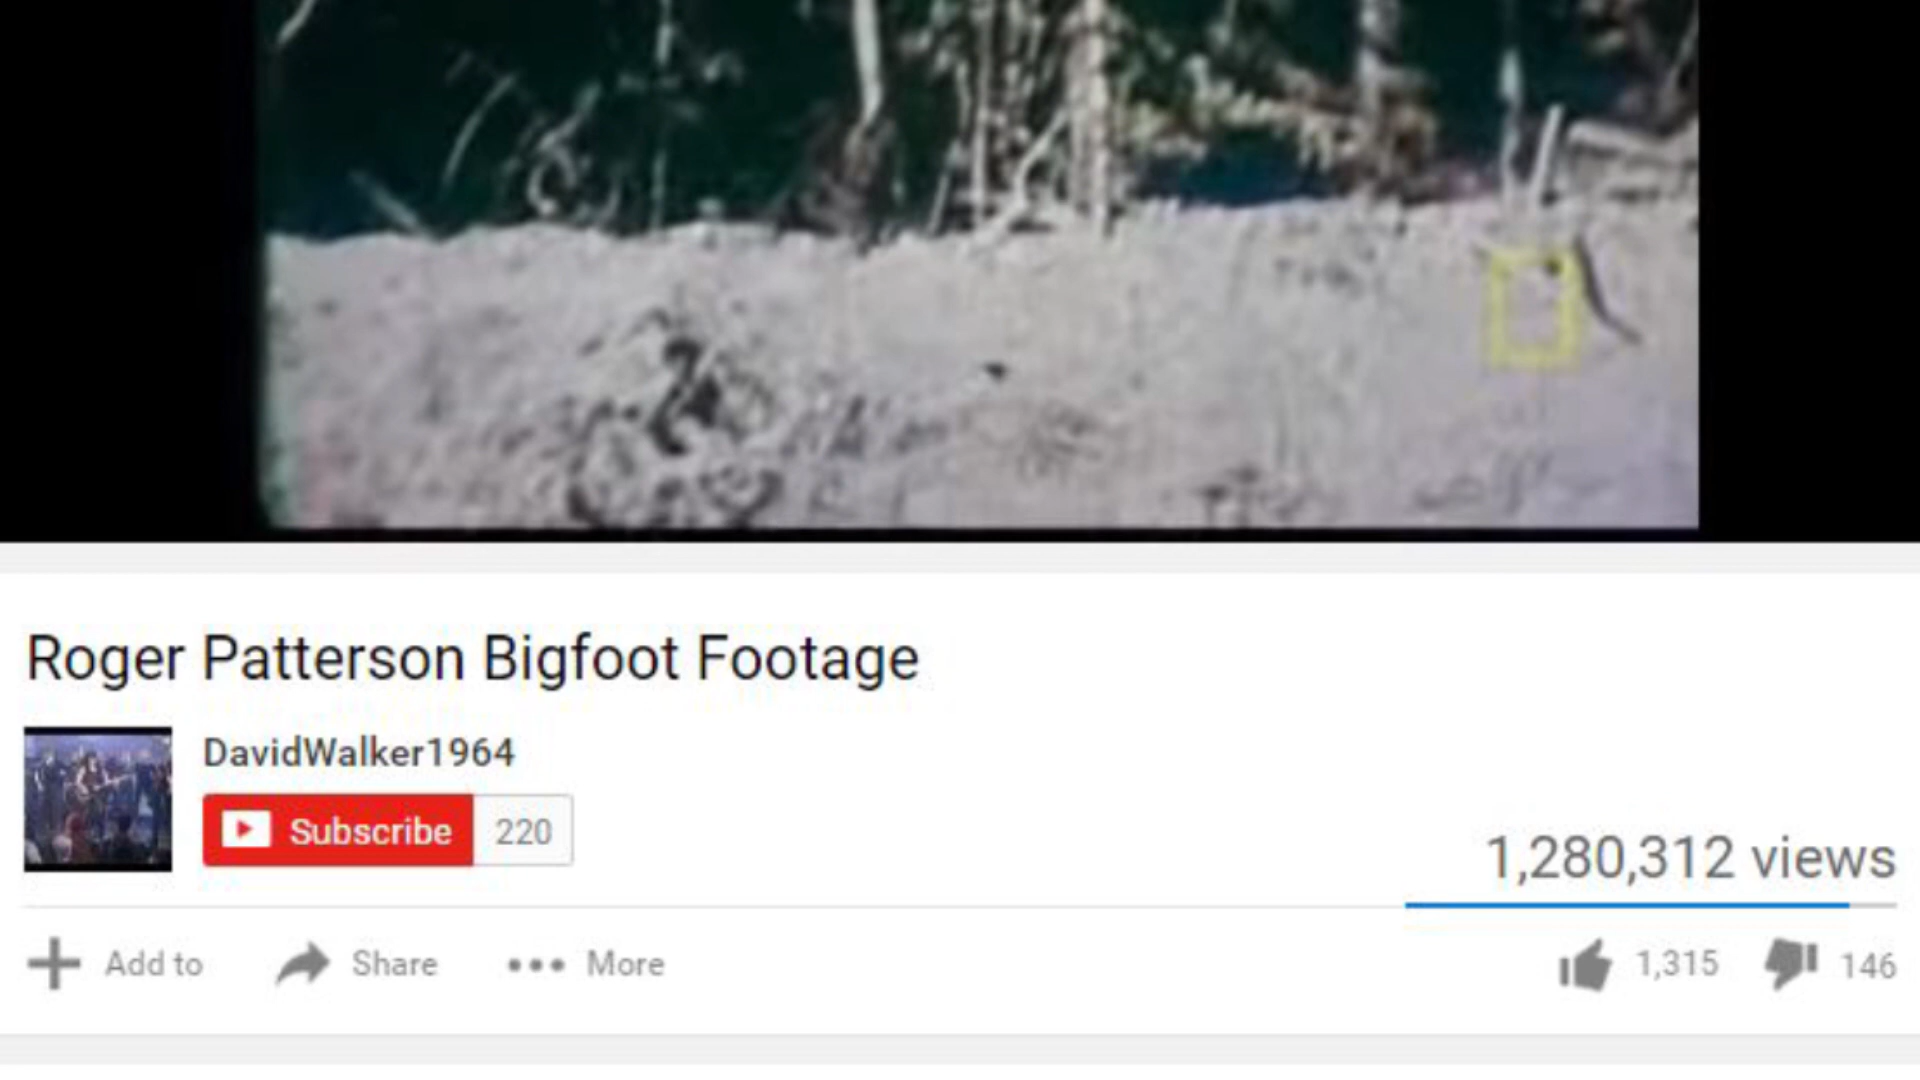 Roger Patterson Bigfoot Footage
DavidWalker1964
Subscribe 220
1,280,312 views
Add to Share More 1,315 146